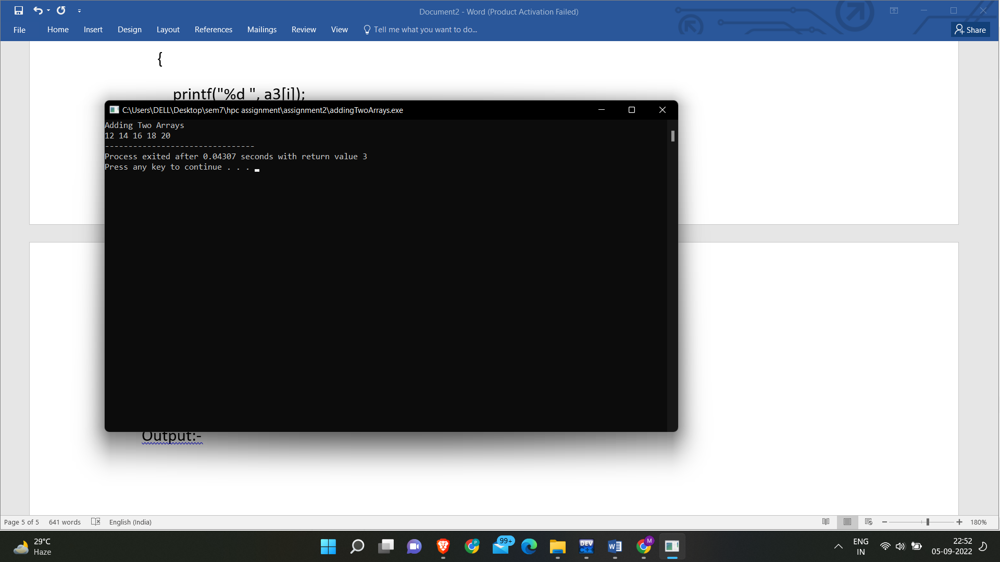 Document2 - Word (Product Activation Failed)
File Home Insert Design Layout References Mailings Review View Tell me what you want to do... Share
{
printf("%d ", a3[i]);
C:\Users\DELL\Desktop\sem7\hpc assignment\assignment2\addingTwoArrays.exe
Adding Two Arrays
12 14 16 18 20
--------------------------------
Process exited after 0.04307 seconds with return value 3
Press any key to continue . . .
Output:-
Page 5 of 5 641 words English (India) 180%
29°C
Haze
P
99+
DEV
C++
W
M
ENG
IN
22:52
05-09-2022